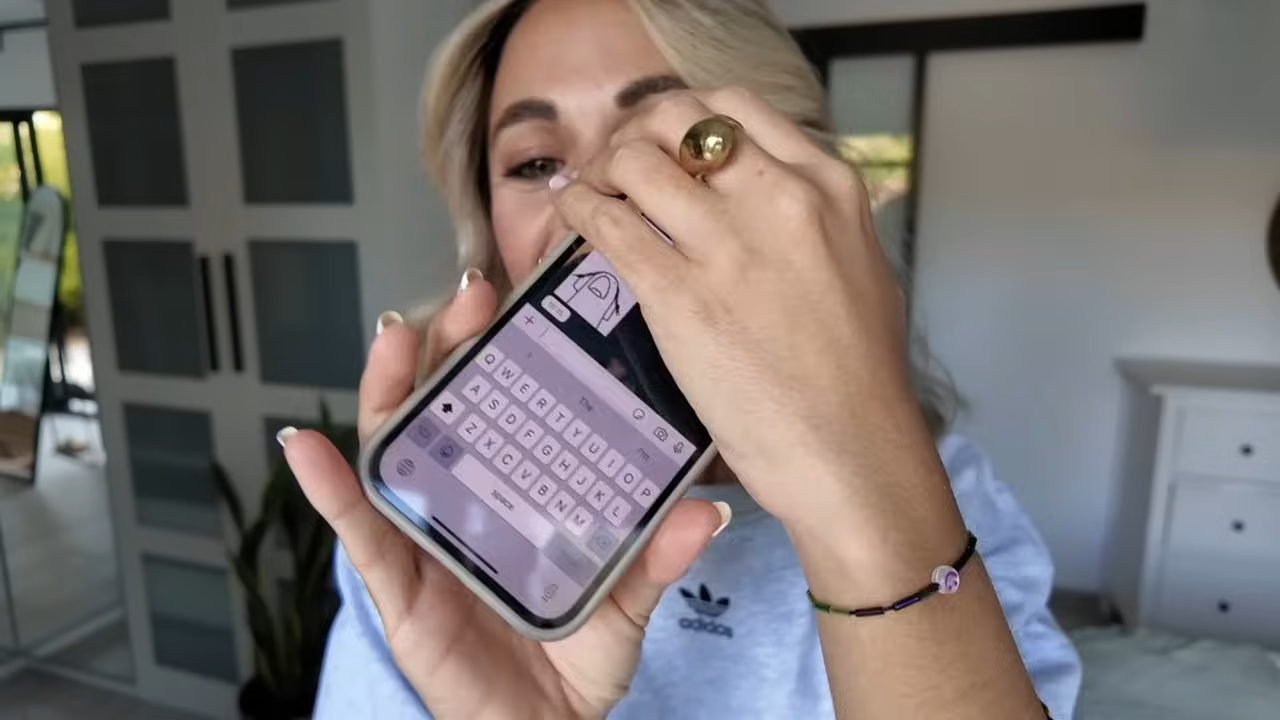 The
I'm
Q W E R T Y U I O P
A S D F G H J K L
Z X C V B N M
space
adidas